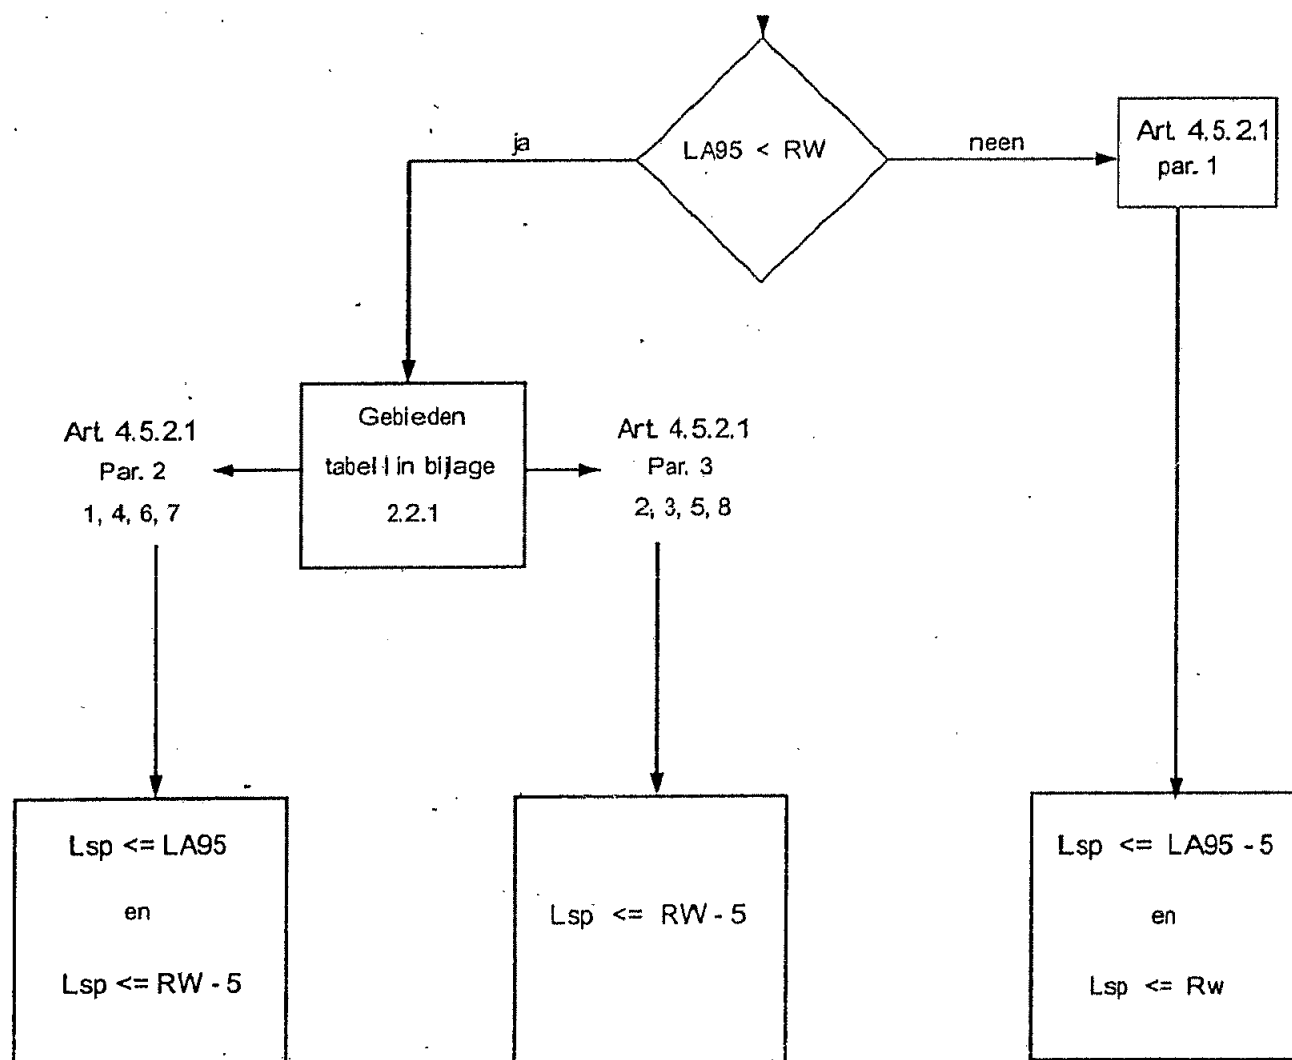 LA95 < RW
ja
neen
Art. 4.5.2.1
par. 1
Gebieden
tabel 1 in bijlage
2.2.1
Art. 4.5.2.1
Par. 2
1, 4, 6, 7
Art. 4.5.2.1
Par. 3
2, 3, 5, 8
Lsp <= LA95
en
Lsp <= RW - 5
Lsp <= RW - 5
Lsp <= LA95 - 5
en
Lsp <= Rw